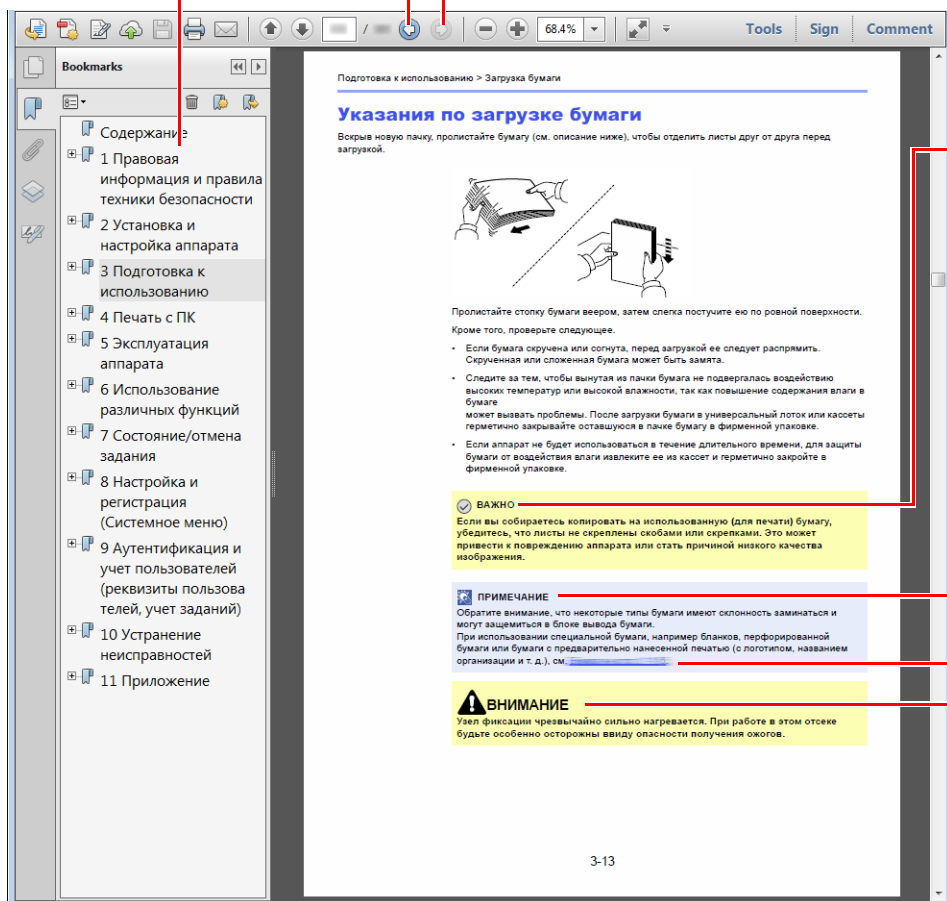 /
68.4%
Tools
Sign
Comment
Bookmarks
Содержание
1 Правовая
информация и правила
техники безопасности
2 Установка и
настройка аппарата
3 Подготовка к
использованию
4 Печать с ПК
5 Эксплуатация
аппарата
6 Использование
различных функций
7 Состояние/отмена
задания
8 Настройка и
регистрация
(Системное меню)
9 Аутентификация и
учет пользователей
(реквизиты пользова
телей, учет заданий)
10 Устранение
неисправностей
11 Приложение
Подготовка к использованию > Загрузка бумаги
Указания по загрузке бумаги
Вскрыв новую пачку, пролистайте бумагу (см. описание ниже), чтобы отделить листы друг от друга перед
загрузкой.
Пролистайте стопку бумаги веером, затем слегка постучите ею по ровной поверхности.
Кроме того, проверьте следующее.
• Если бумага скручена или согнута, перед загрузкой ее следует распрямить.
Скрученная или сложенная бумага может быть замята.
• Следите за тем, чтобы вынутая из пачки бумага не подвергалась воздействию
высоких температур или высокой влажности, так как повышение содержания влаги в
бумаге
может вызвать проблемы. После загрузки бумаги в универсальный лоток или кассеты
герметично закрывайте оставшуюся в пачке бумагу в фирменной упаковке.
• Если аппарат не будет использоваться в течение длительного времени, для защиты
бумаги от воздействия влаги извлеките ее из кассет и герметично закройте в
фирменной упаковке.
ВАЖНО
Если вы собираетесь копировать на использованную (для печати) бумагу,
убедитесь, что листы не скреплены скобами или скрепками. Это может
привести к повреждению аппарата или стать причиной низкого качества
изображения.
ПРИМЕЧАНИЕ
Обратите внимание, что некоторые типы бумаги имеют склонность заминаться и
могут защемиться в блоке вывода бумаги.
При использовании специальной бумаги, например бланков, перфорированной
бумаги или бумаги с предварительно нанесенной печатью (с логотипом, названием
организации и т. д.), см.
ВНИМАНИЕ
Узел фиксации чрезвычайно сильно нагревается. При работе в этом отсеке
будьте особенно осторожны ввиду опасности получения ожогов.
3-13